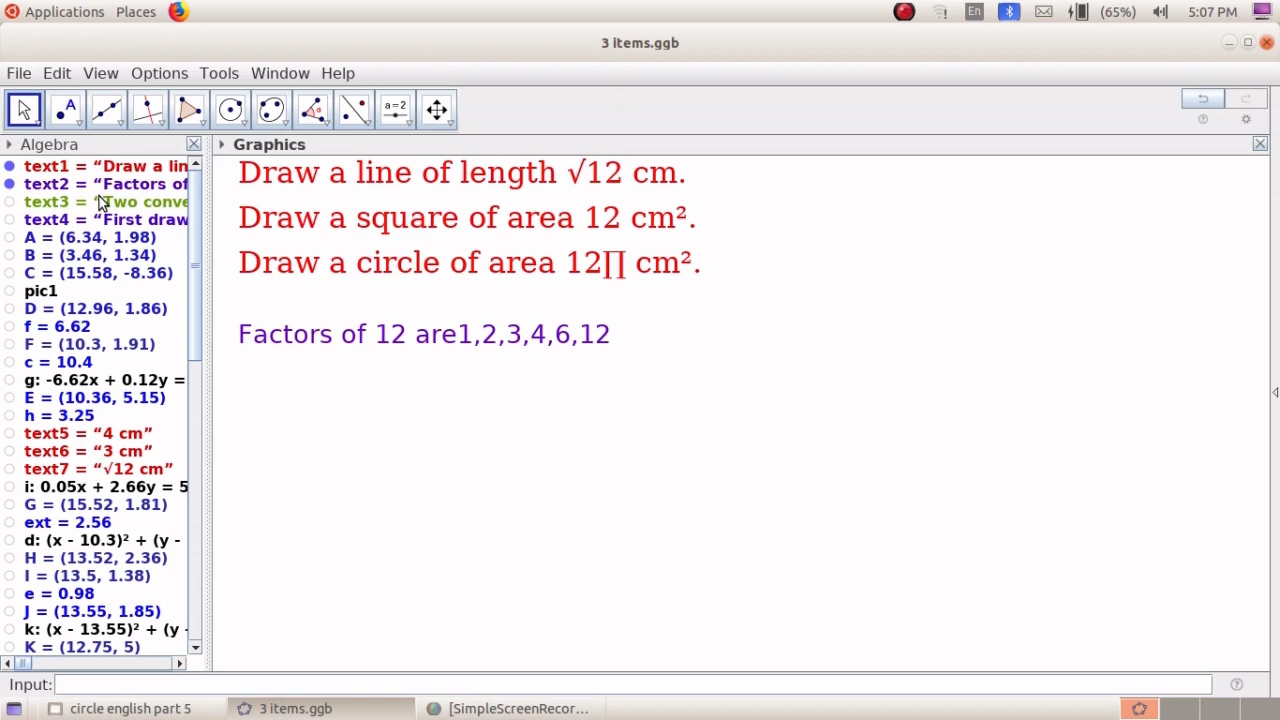 Applications Places En (65%) 5:07 PM
3 items.ggb
File Edit View Options Tools Window Help
A α a=2
Algebra
Graphics
text1 = “Draw a lin
text2 = “Factors of
text3 = “Two conve
text4 = “First draw
A = (6.34, 1.98)
B = (3.46, 1.34)
C = (15.58, -8.36)
pic1
D = (12.96, 1.86)
f = 6.62
F = (10.3, 1.91)
c = 10.4
g: -6.62x + 0.12y =
E = (10.36, 5.15)
h = 3.25
text5 = “4 cm”
text6 = “3 cm”
text7 = “√12 cm”
i: 0.05x + 2.66y = 5
G = (15.52, 1.81)
ext = 2.56
d: (x - 10.3)² + (y -
H = (13.52, 2.36)
I = (13.5, 1.38)
e = 0.98
J = (13.55, 1.85)
k: (x - 13.55)² + (y -
K = (12.75, 5)
Draw a line of length √12 cm.
Draw a square of area 12 cm².
Draw a circle of area 12∏ cm².
Factors of 12 are1,2,3,4,6,12
Input:
circle english part 5 3 items.ggb [SimpleScreenRecor...